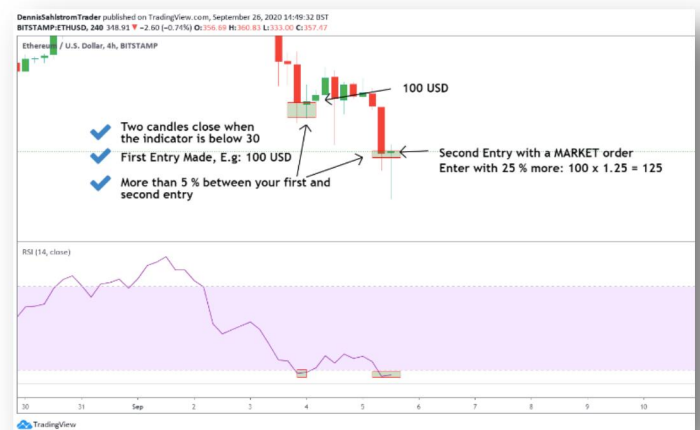 DennisSahlstromTrader published on TradingView.com, September 26, 2020 14:49:32 BST
BITSTAMP:ETHUSD, 240 348.91 ▼ −2.60 (−0.74%) O:356.69 H:360.83 L:333.00 C:357.47
Ethereum / U.S. Dollar, 4h, BITSTAMP
100 USD
Two candles close when
the indicator is below 30
First Entry Made, E.g: 100 USD
More than 5 % between your first and
second entry
Second Entry with a MARKET order
Enter with 25 % more: 100 x 1.25 = 125
RSI (14, close)
30 31 Sep 2 3 4 5 6 7 8 9 10
TradingView